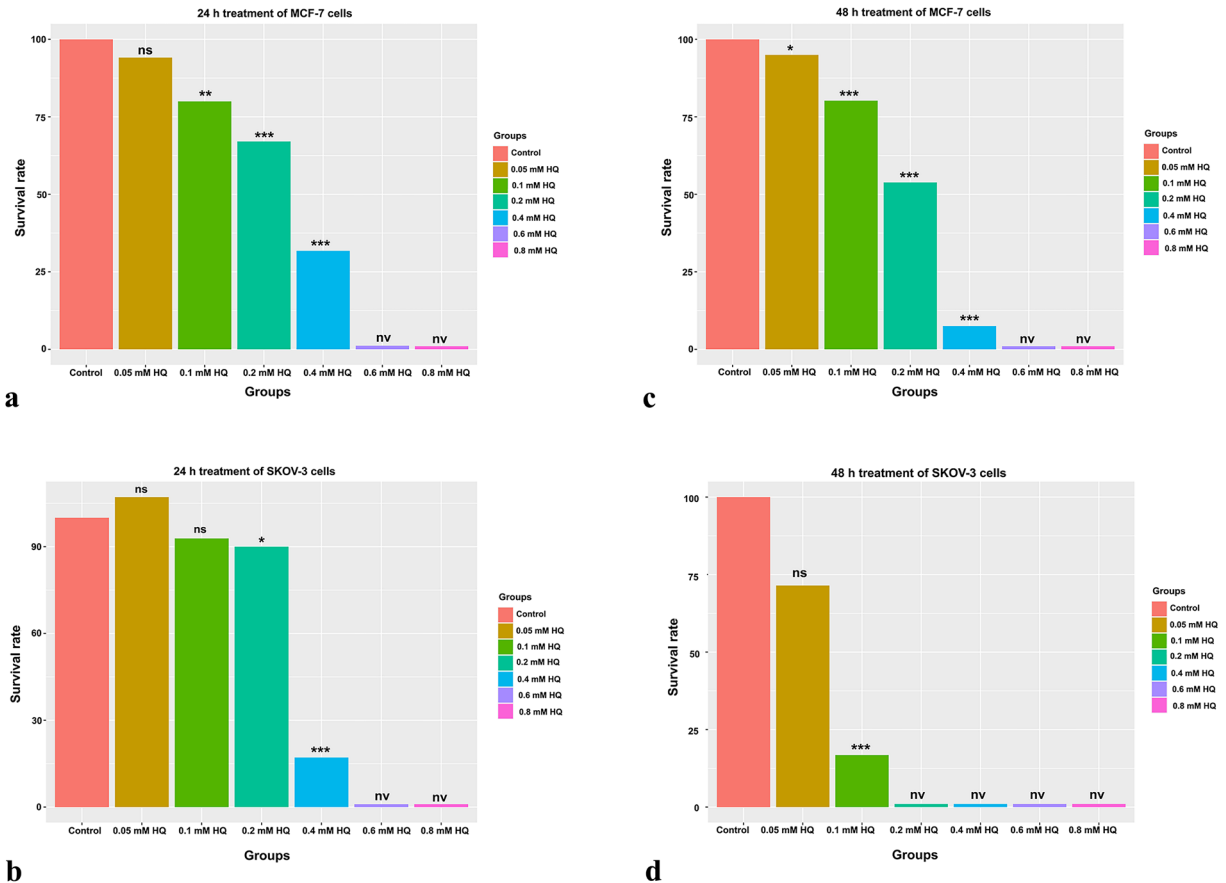 24 h treatment of MCF-7 cells
100
75
50
25
0
Survival rate
ns
**
***
***
nv
nv
Control
0.05 mM HQ
0.1 mM HQ
0.2 mM HQ
0.4 mM HQ
0.6 mM HQ
0.8 mM HQ
Groups
Groups
Control
0.05 mM HQ
0.1 mM HQ
0.2 mM HQ
0.4 mM HQ
0.6 mM HQ
0.8 mM HQ
a
48 h treatment of MCF-7 cells
100
75
50
25
0
Survival rate
*
***
***
***
nv
nv
Control
0.05 mM HQ
0.1 mM HQ
0.2 mM HQ
0.4 mM HQ
0.6 mM HQ
0.8 mM HQ
Groups
Groups
Control
0.05 mM HQ
0.1 mM HQ
0.2 mM HQ
0.4 mM HQ
0.6 mM HQ
0.8 mM HQ
c
24 h treatment of SKOV-3 cells
90
60
30
0
Survival rate
ns
ns
*
***
nv
nv
Control
0.05 mM HQ
0.1 mM HQ
0.2 mM HQ
0.4 mM HQ
0.6 mM HQ
0.8 mM HQ
Groups
Groups
Control
0.05 mM HQ
0.1 mM HQ
0.2 mM HQ
0.4 mM HQ
0.6 mM HQ
0.8 mM HQ
b
48 h treatment of SKOV-3 cells
100
75
50
25
0
Survival rate
ns
***
nv
nv
nv
nv
Control
0.05 mM HQ
0.1 mM HQ
0.2 mM HQ
0.4 mM HQ
0.6 mM HQ
0.8 mM HQ
Groups
Groups
Control
0.05 mM HQ
0.1 mM HQ
0.2 mM HQ
0.4 mM HQ
0.6 mM HQ
0.8 mM HQ
d